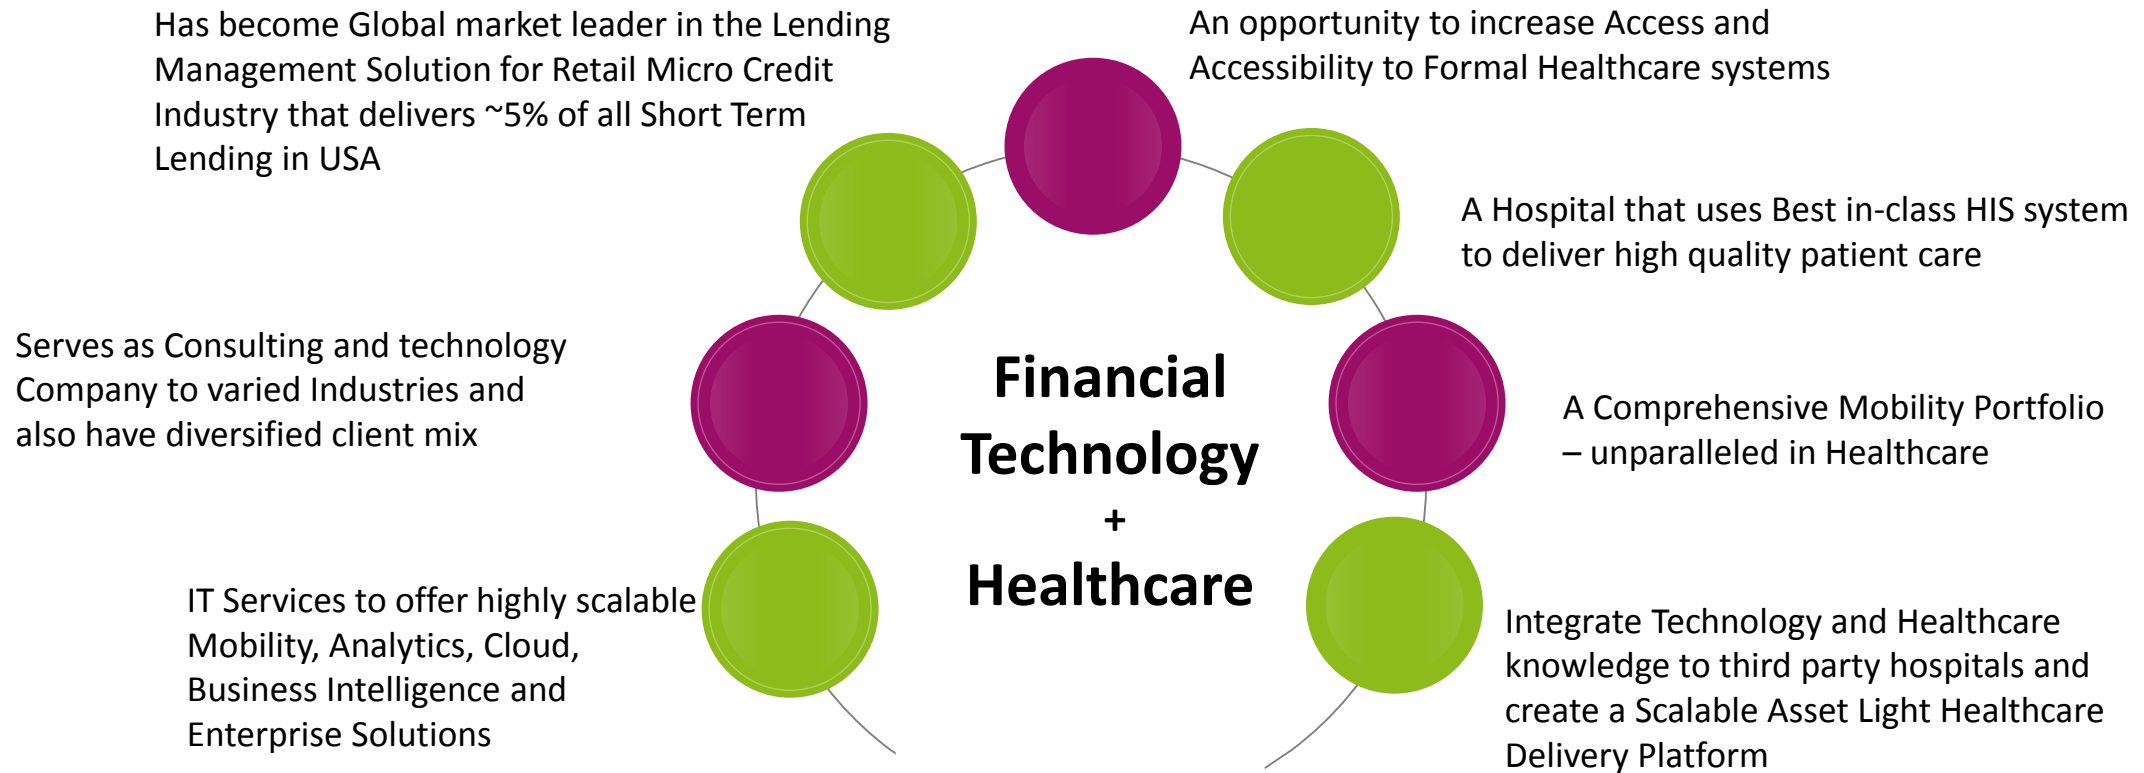 Has become Global market leader in the Lending
Management Solution for Retail Micro Credit
Industry that delivers ~5% of all Short Term
Lending in USA
An opportunity to increase Access and
Accessibility to Formal Healthcare systems
A Hospital that uses Best in-class HIS system
to deliver high quality patient care
Serves as Consulting and technology
Company to varied Industries and
also have diversified client mix
Financial
Technology
+
Healthcare
A Comprehensive Mobility Portfolio
– unparalleled in Healthcare
IT Services to offer highly scalable
Mobility, Analytics, Cloud,
Business Intelligence and
Enterprise Solutions
Integrate Technology and Healthcare
knowledge to third party hospitals and
create a Scalable Asset Light Healthcare
Delivery Platform